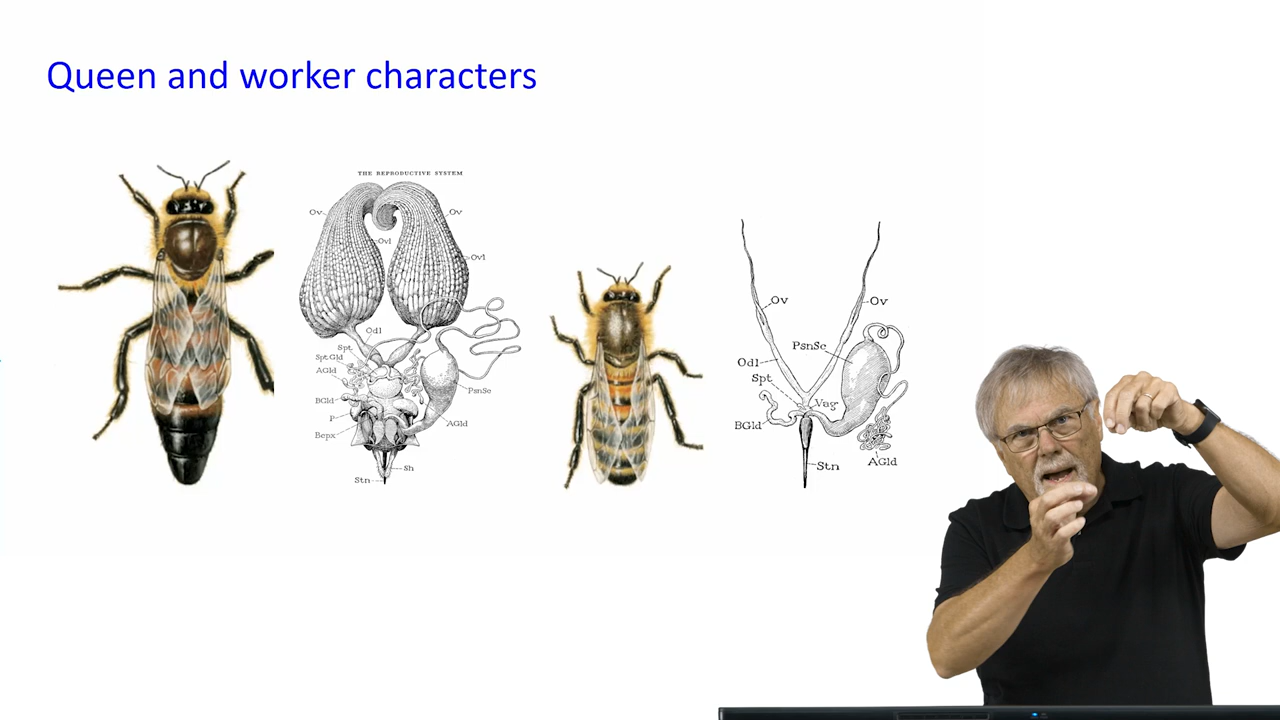 Queen and worker characters
THE REPRODUCTIVE SYSTEM
Ov
Ov
Ovl
Ovl
Odl
Spt
Spt Gld
AGld
BGld
P
Bcpx
PsnSc
AGld
Sh
Stn
Ov
Ov
PsnSc
Odl
Spt
Vag
BGld
Stn
AGld